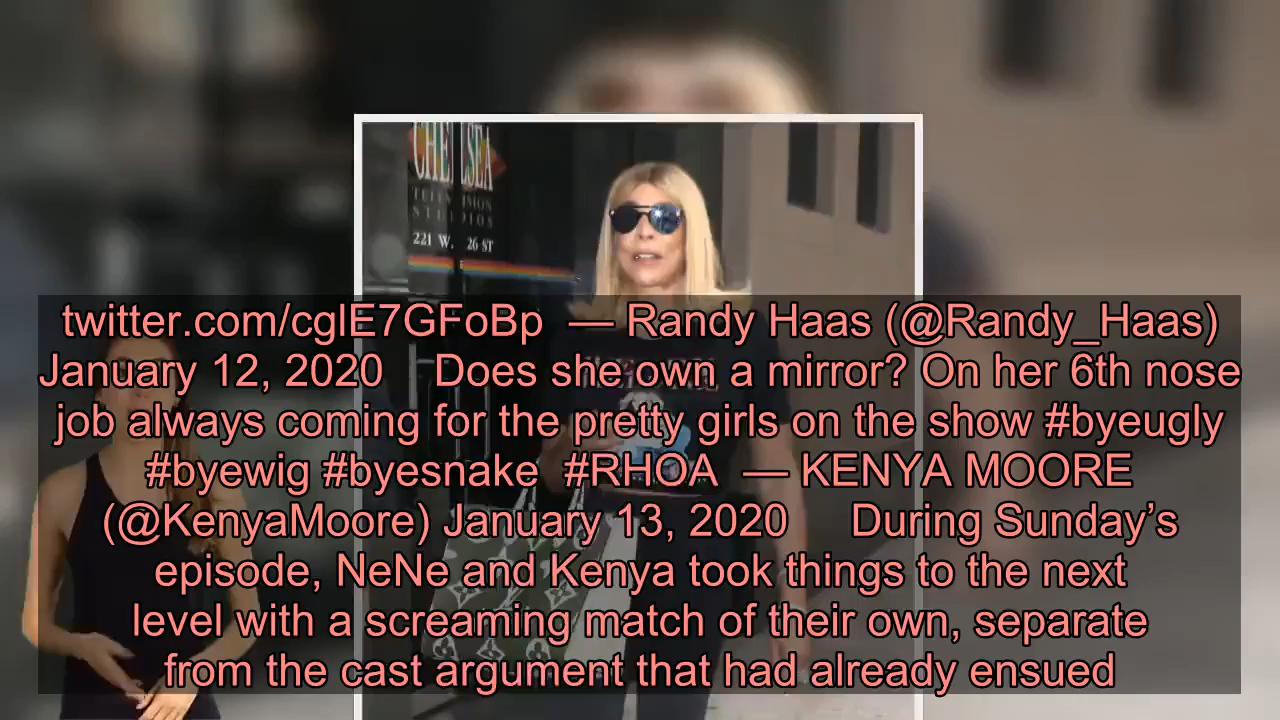 CHELSEA
TELEVISION
STUDIOS
221 W. 26 ST
twitter.com/cgIE7GFoBp — Randy Haas (@Randy_Haas)
January 12, 2020 Does she own a mirror? On her 6th nose
job always coming for the pretty girls on the show #byeugly
#byewig #byesnake #RHOA — KENYA MOORE
(@KenyaMoore) January 13, 2020 During Sunday’s
episode, NeNe and Kenya took things to the next
level with a screaming match of their own, separate
from the cast argument that had already ensued